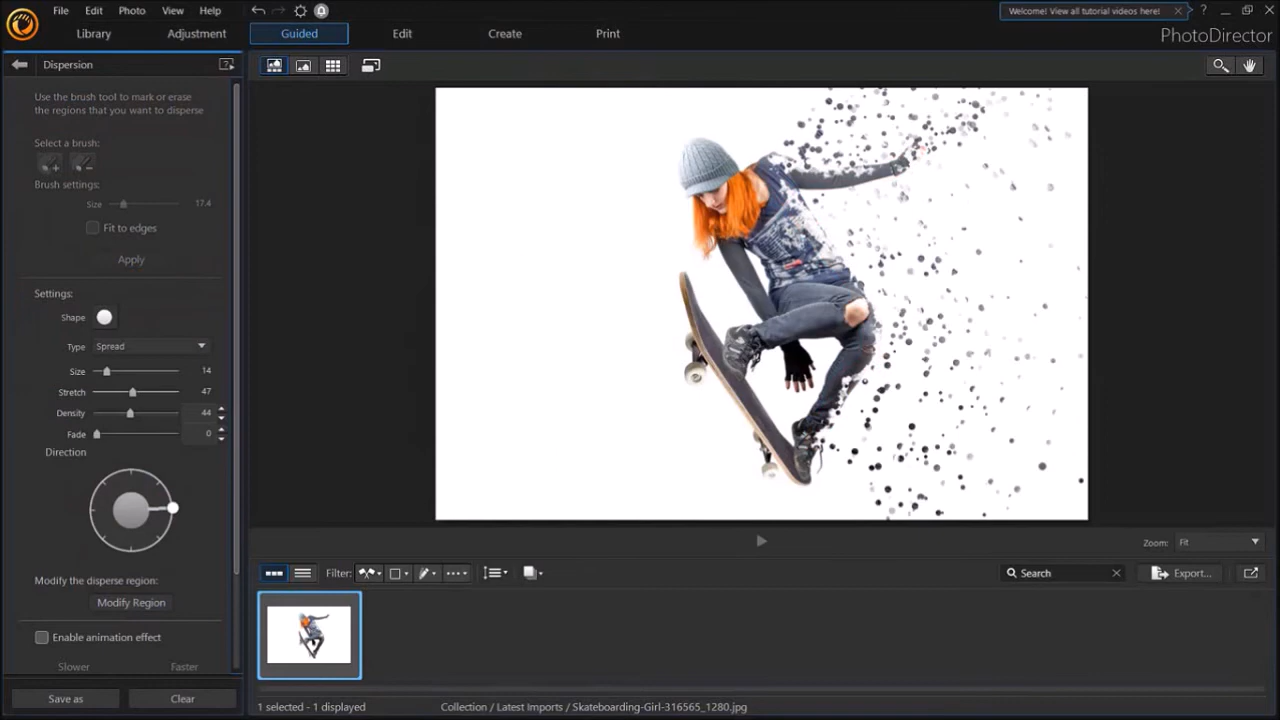 File Edit Photo View Help
Welcome! View all tutorial videos here!
Library Adjustment Guided Edit Create Print
PhotoDirector
Dispersion
Use the brush tool to mark or erase
the regions that you want to disperse
Select a brush:
Brush settings:
Size 17.4
Fit to edges
Apply
Settings:
Shape
Type Spread
Size 14
Stretch 47
Density 44
Fade 0
Direction
Modify the disperse region:
Modify Region
Enable animation effect
Slower Faster
Save as Clear
Zoom: Fit
Filter:
Search
Export...
1 selected - 1 displayed Collection / Latest Imports / Skateboarding-Girl-316565_1280.jpg